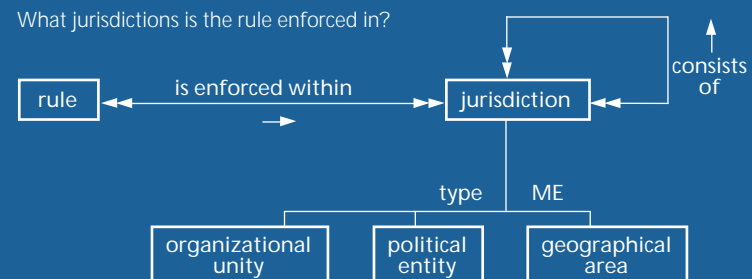 What jurisdictions is the rule enforced in?
consists
of
rule
is enforced within
jurisdiction
type ME
organizational
unity
political
entity
geographical
area